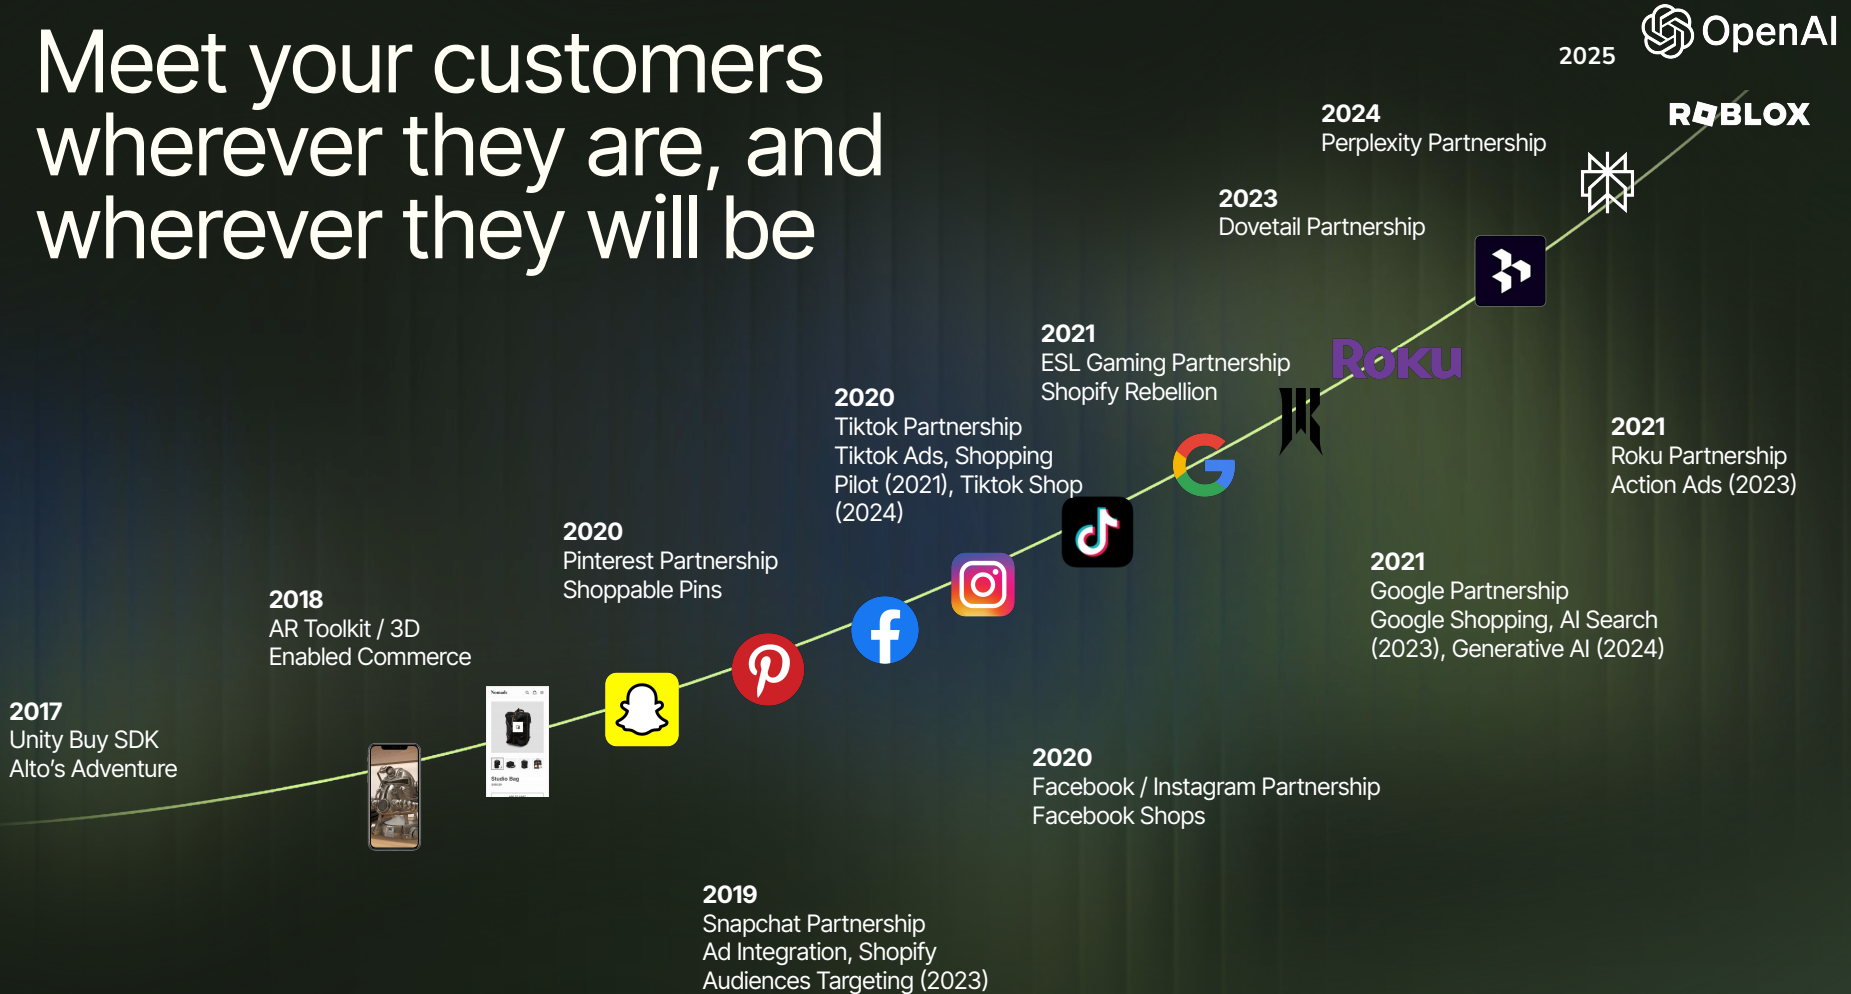 Meet your customers
wherever they are, and
wherever they will be
2017
Unity Buy SDK
Alto’s Adventure
2018
AR Toolkit / 3D
Enabled Commerce
Nomads
Studio Bag
2019
Snapchat Partnership
Ad Integration, Shopify
Audiences Targeting (2023)
2020
Pinterest Partnership
Shoppable Pins
2020
Facebook / Instagram Partnership
Facebook Shops
2020
Tiktok Partnership
Tiktok Ads, Shopping
Pilot (2021), Tiktok Shop
(2024)
2021
Google Partnership
Google Shopping, AI Search
(2023), Generative AI (2024)
2021
ESL Gaming Partnership
Shopify Rebellion
Roku
2021
Roku Partnership
Action Ads (2023)
2023
Dovetail Partnership
2024
Perplexity Partnership
2025
OpenAI
ROBLOX